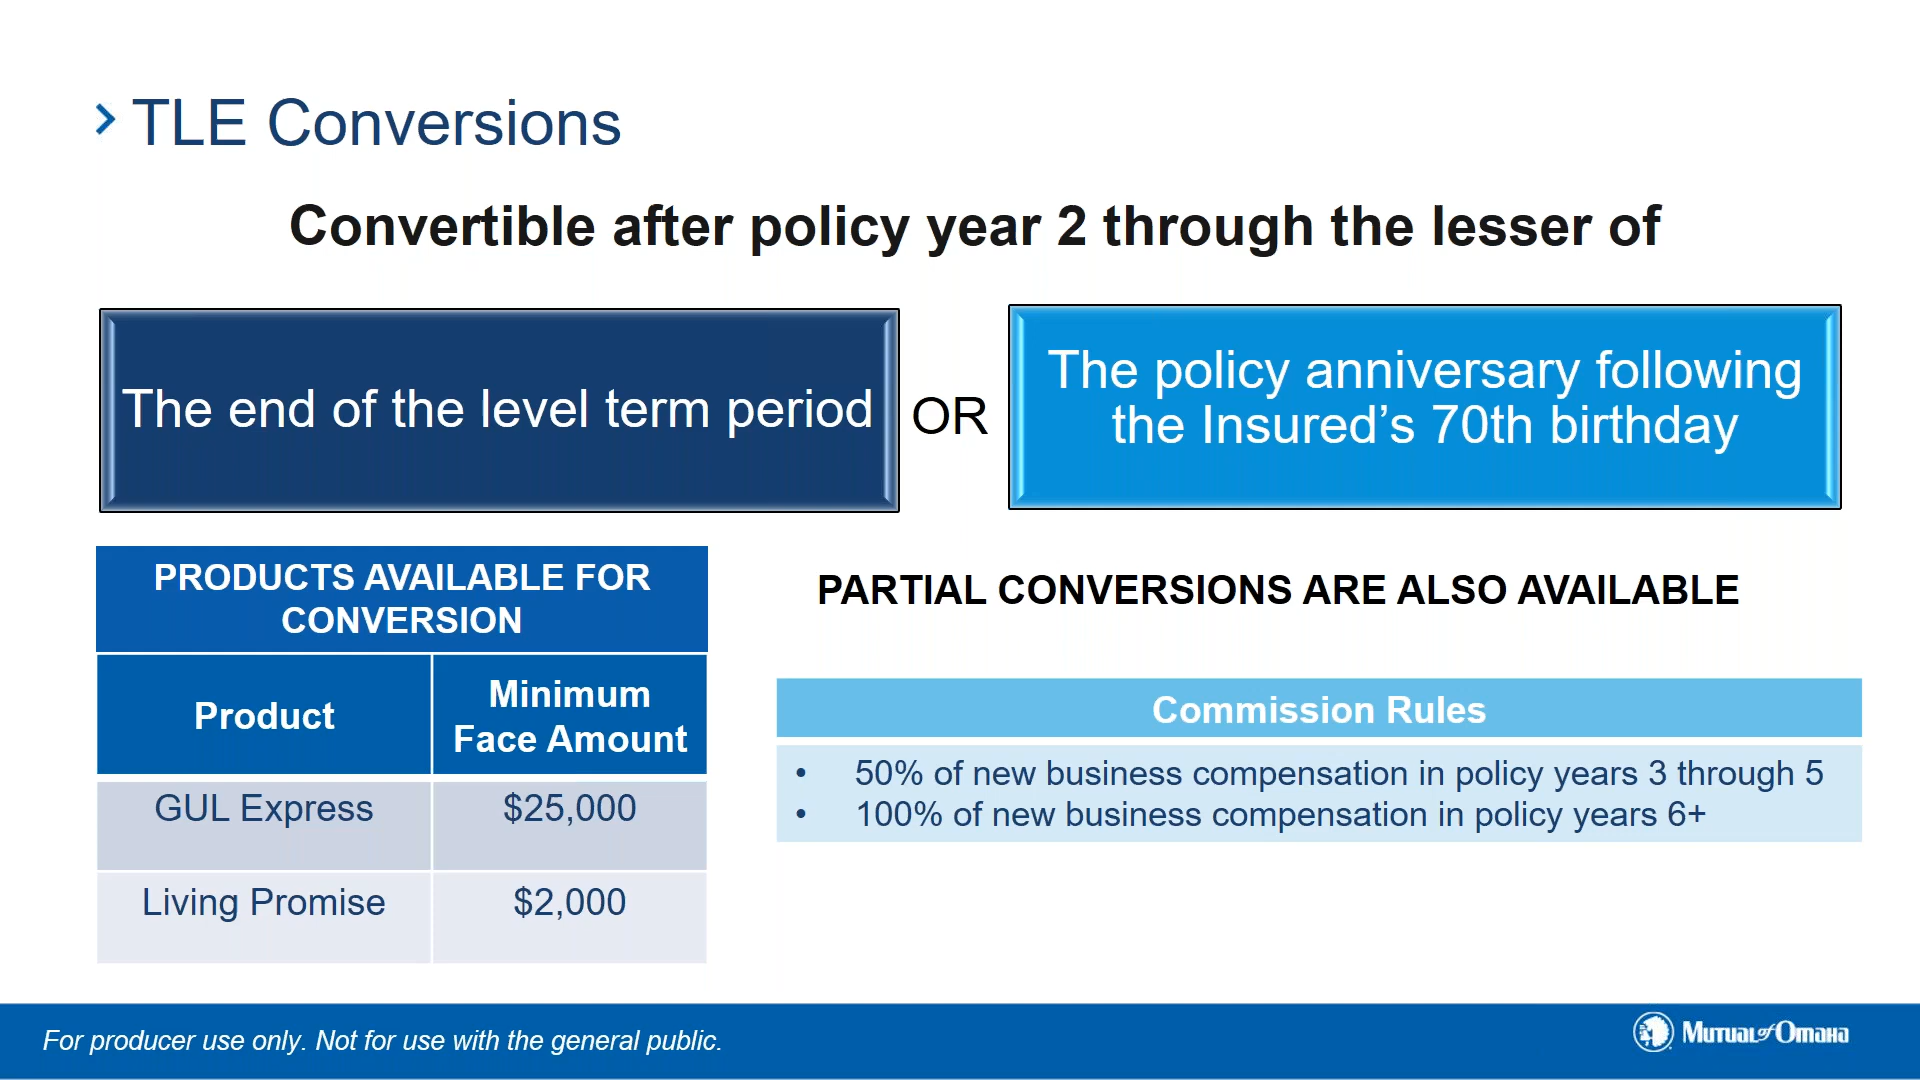 TLE Conversions
Convertible after policy year 2 through the lesser of
The end of the level term period
OR
The policy anniversary following
the Insured’s 70th birthday
PRODUCTS AVAILABLE FOR
CONVERSION
Product
Minimum
Face Amount
GUL Express
$25,000
Living Promise
$2,000
PARTIAL CONVERSIONS ARE ALSO AVAILABLE
Commission Rules
• 50% of new business compensation in policy years 3 through 5
• 100% of new business compensation in policy years 6+
For producer use only. Not for use with the general public.
Mutual of Omaha